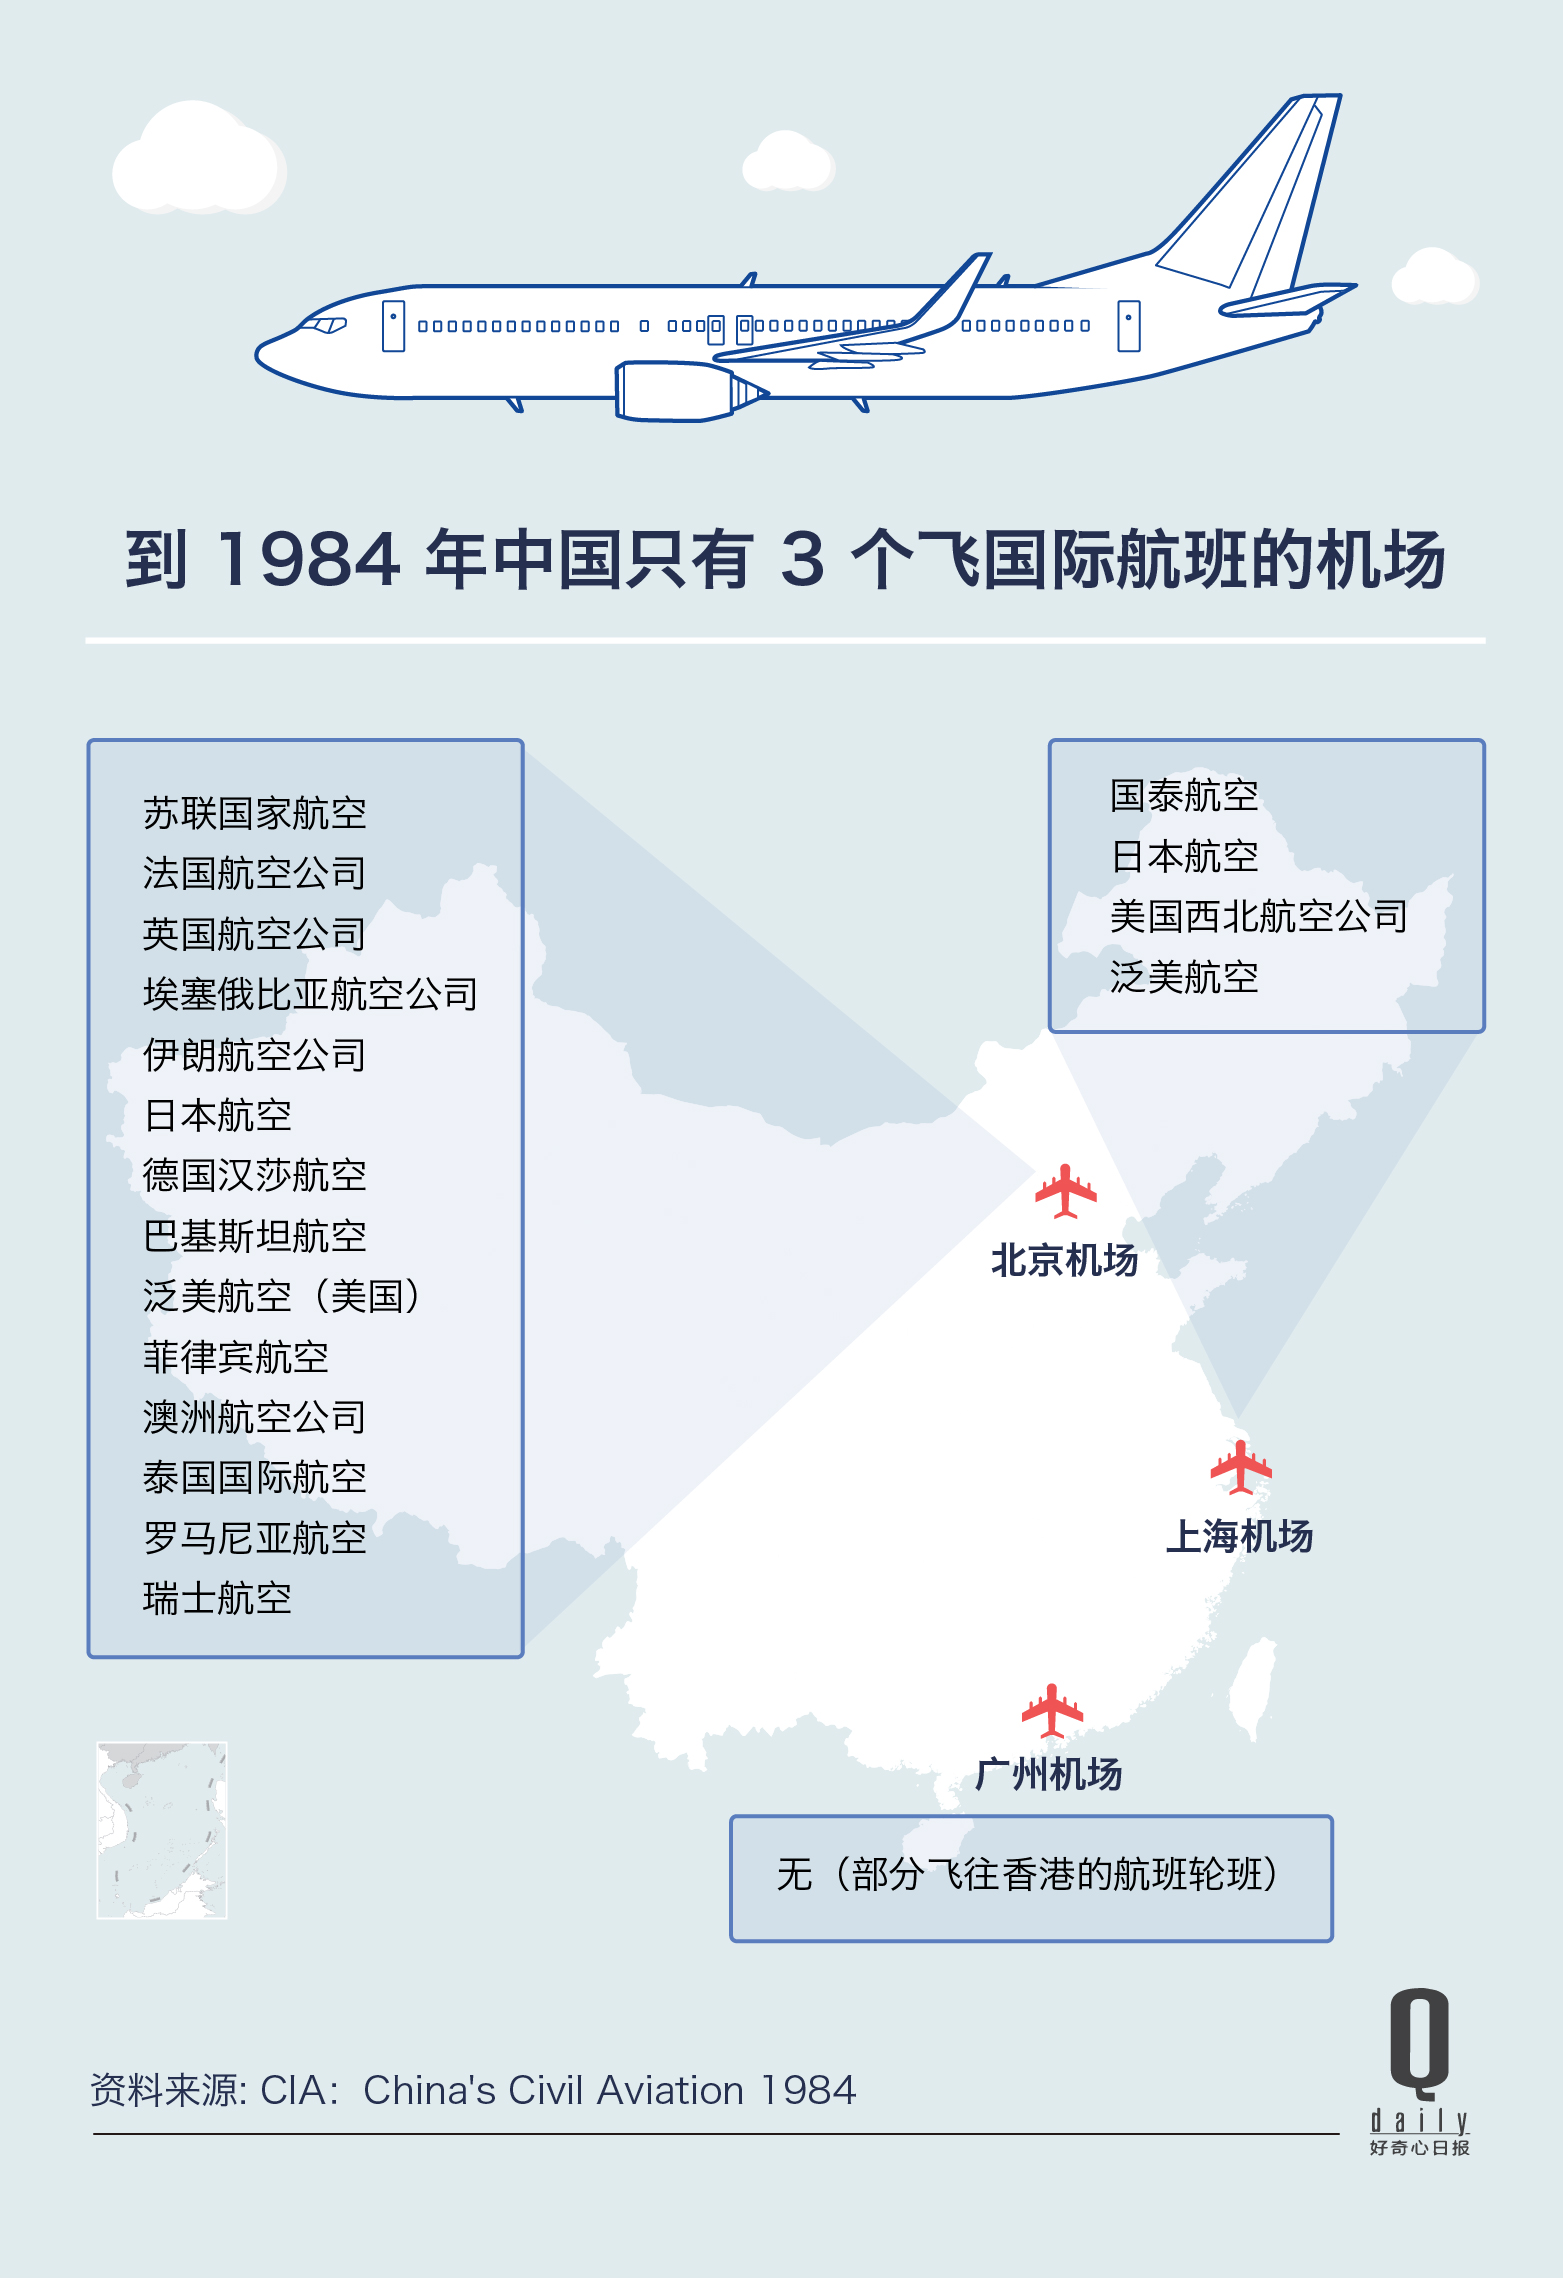 到 1984 年中国只有 3 个飞国际航班的机场
苏联国家航空
法国航空公司
英国航空公司
埃塞俄比亚航空公司
伊朗航空公司
日本航空
德国汉莎航空
巴基斯坦航空
泛美航空（美国）
菲律宾航空
澳洲航空公司
泰国国际航空
罗马尼亚航空
瑞士航空
国泰航空
日本航空
美国西北航空公司
泛美航空
北京机场
上海机场
广州机场
无（部分飞往香港的航班轮班）
资料来源: CIA：China's Civil Aviation 1984
Q
daily
好奇心日报